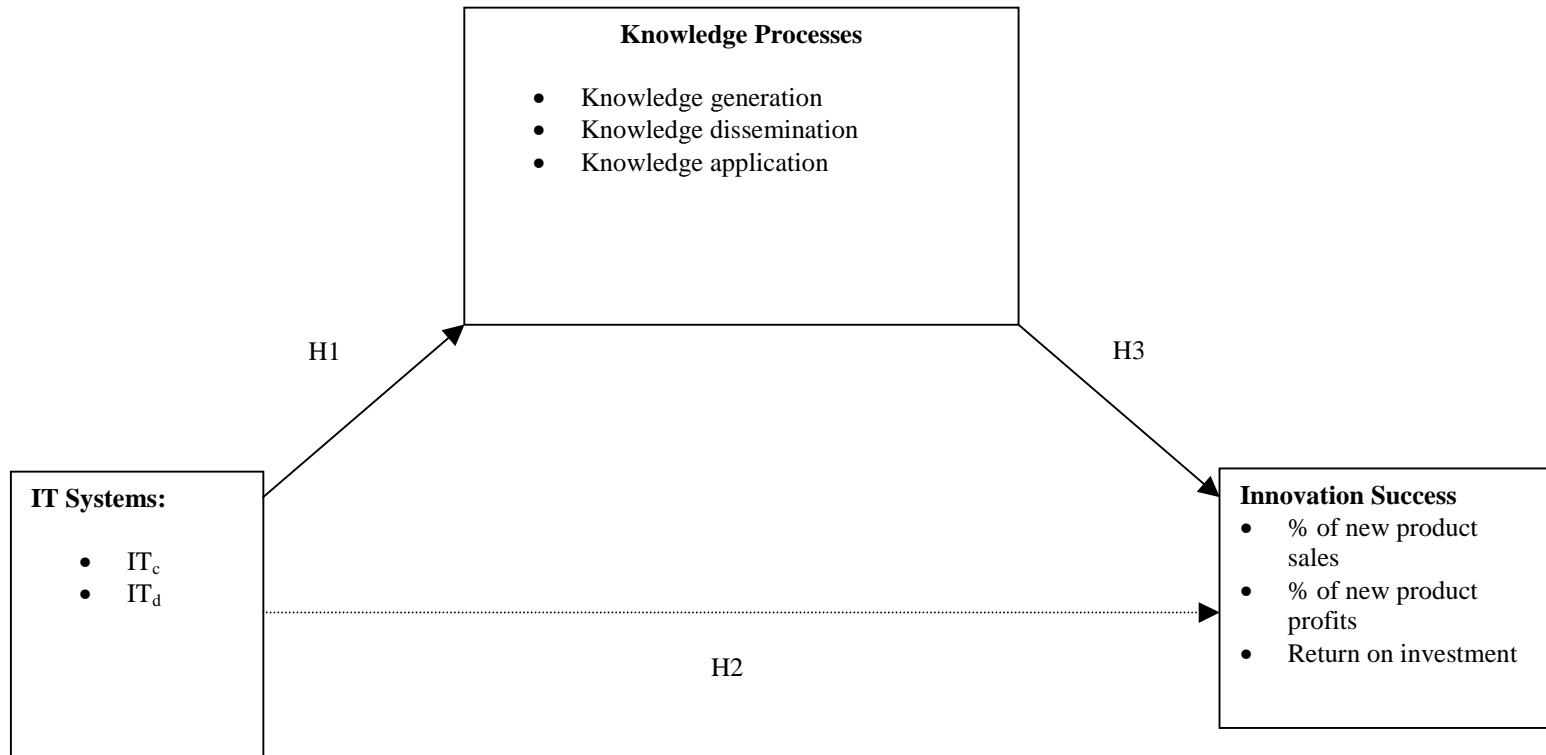 Knowledge Processes
• Knowledge generation
• Knowledge dissemination
• Knowledge application
H1
H3
IT Systems:
• ITc
• ITd
Innovation Success
• % of new product
sales
• % of new product
profits
• Return on investment
H2